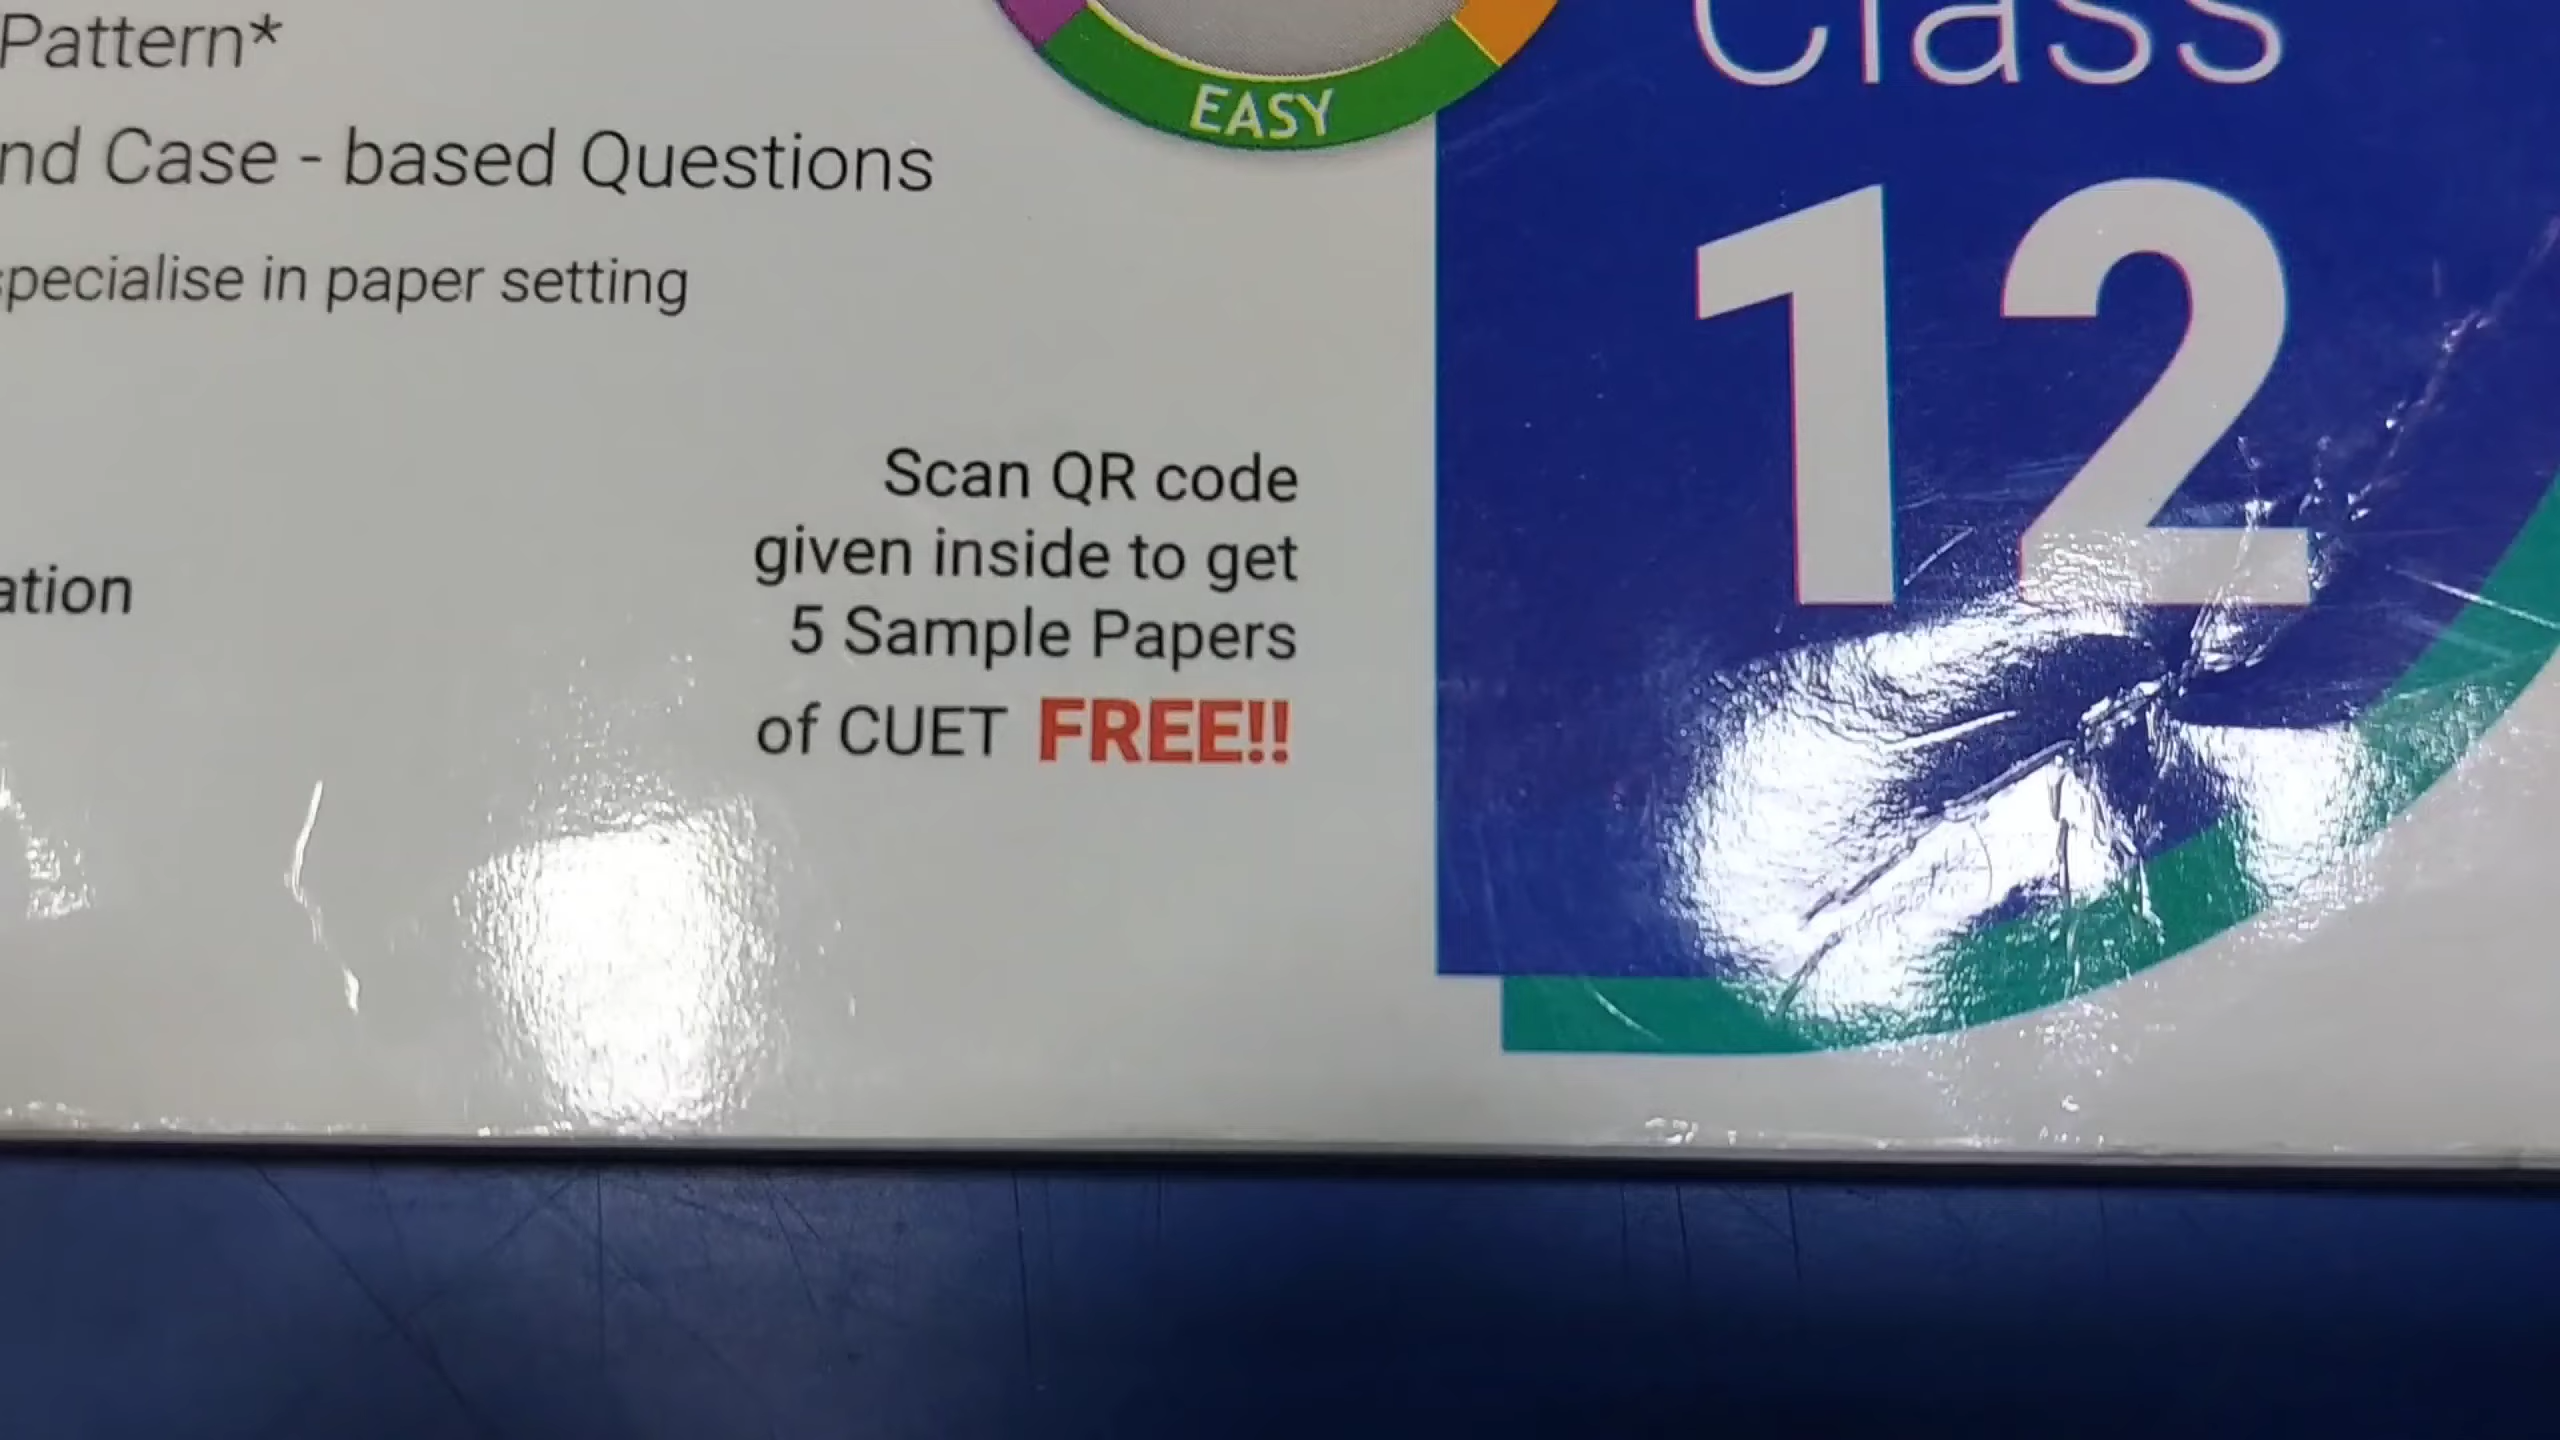 Pattern*
nd Case - based Questions
specialise in paper setting
ation
EASY
Scan QR code
given inside to get
5 Sample Papers
of CUET FREE!!
Class
12